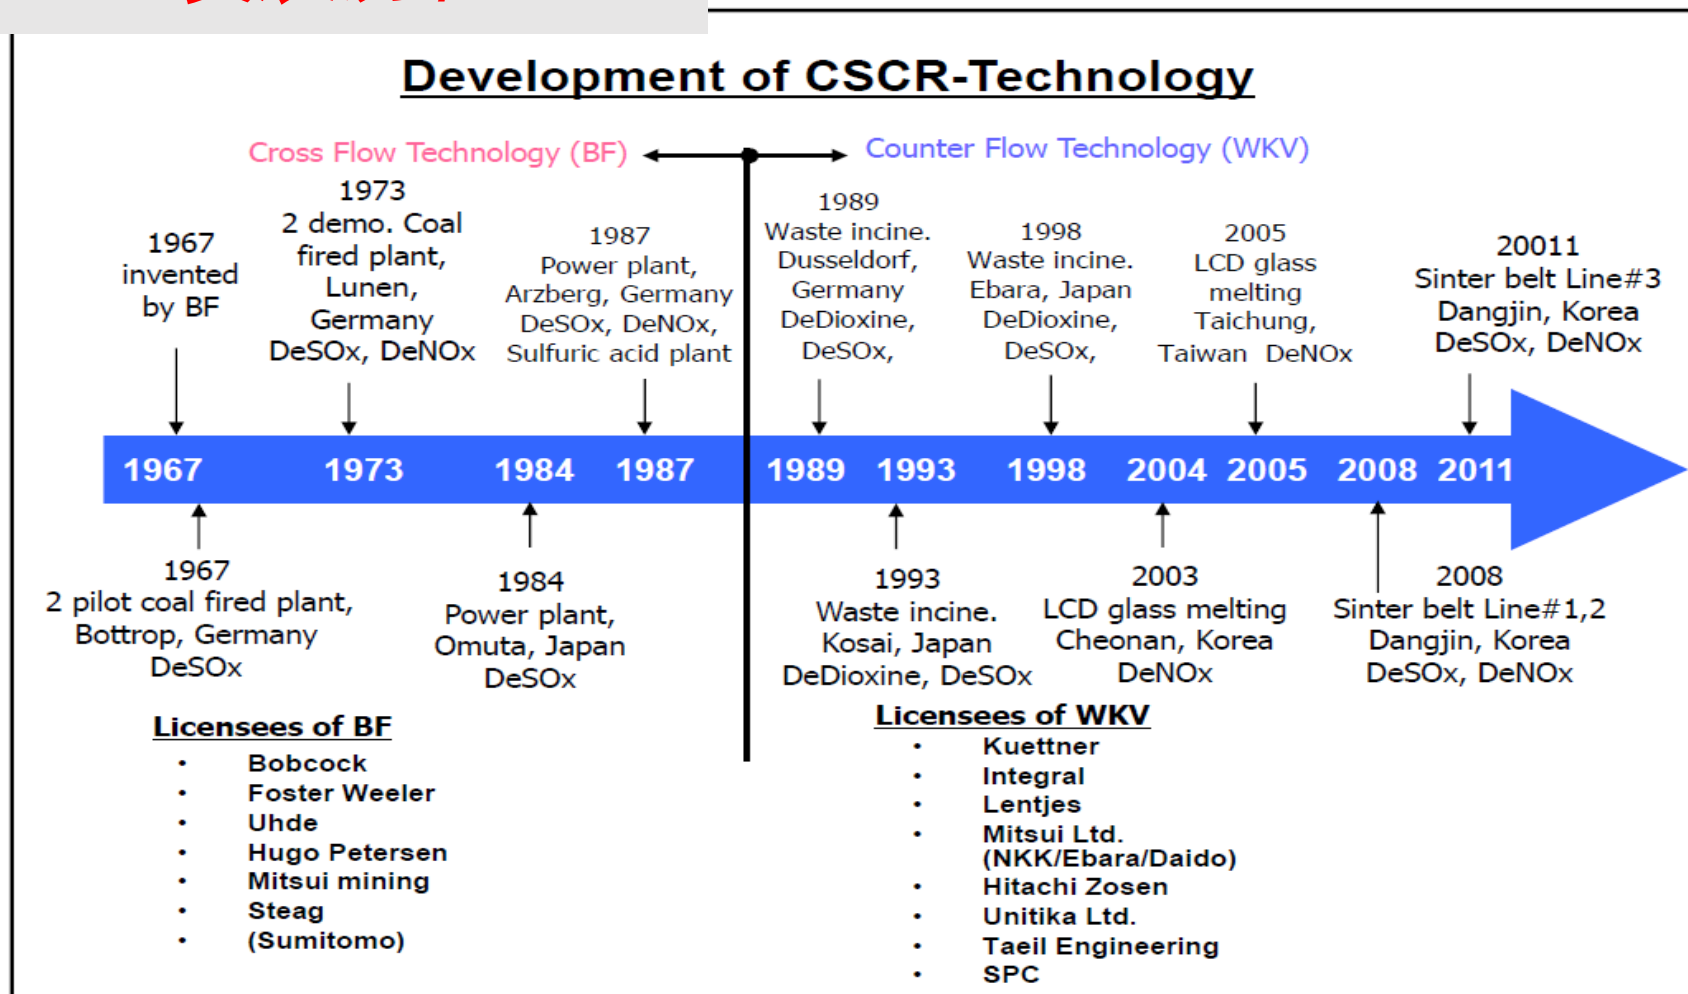 Development of CSCR-Technology
Cross Flow Technology (BF)
Counter Flow Technology (WKV)
1967
invented
by BF
1973
2 demo. Coal
fired plant,
Lunen,
Germany
DeSOx, DeNOx
1987
Power plant,
Arzberg, Germany
DeSOx, DeNOx,
Sulfuric acid plant
1989
Waste incine.
Dusseldorf,
Germany
DeDioxine,
DeSOx,
1998
Waste incine.
Ebara, Japan
DeDioxine,
DeSOx,
2005
LCD glass
melting
Taichung,
Taiwan DeNOx
20011
Sinter belt Line#3
Dangjin, Korea
DeSOx, DeNOx
1967 1973 1984 1987 1989 1993 1998 2004 2005 2008 2011
1967
2 pilot coal fired plant,
Bottrop, Germany
DeSOx
1984
Power plant,
Omuta, Japan
DeSOx
1993
Waste incine.
Kosai, Japan
DeDioxine, DeSOx
2003
LCD glass melting
Cheonan, Korea
DeNOx
2008
Sinter belt Line#1,2
Dangjin, Korea
DeSOx, DeNOx
Licensees of BF
• Bobcock
• Foster Weeler
• Uhde
• Hugo Petersen
• Mitsui mining
• Steag
• (Sumitomo)
Licensees of WKV
• Kuettner
• Integral
• Lentjes
• Mitsui Ltd.
(NKK/Ebara/Daido)
• Hitachi Zosen
• Unitika Ltd.
• Taeil Engineering
• SPC